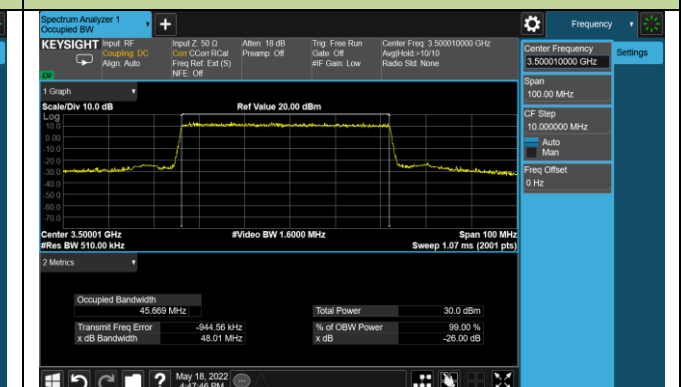 Spectrum Analyzer 1
Occupied BW
Frequency
KEYSIGHT
Input: RF
Coupling: DC
Align: Auto
Input Z: 50 Ω
Corr CCorr RCal
Freq Ref: Ext (S)
NFE: Off
Atten: 18 dB
Preamp: Off
Trig: Free Run
Gate: Off
#IF Gain: Low
Center Freq: 3.500010000 GHz
Avg|Hold:>10/10
Radio Std: None
Center Frequency
3.500010000 GHz
Settings
Span
100.00 MHz
CF Step
10.000000 MHz
Auto
Man
Freq Offset
0 Hz
1 Graph
Scale/Div 10.0 dB
Ref Value 20.00 dBm
Log
10.0
0.00
-10.0
-20.0
-30.0
-40.0
-50.0
-60.0
-70.0
Center 3.50001 GHz
#Video BW 1.6000 MHz
Span 100 MHz
#Res BW 510.00 kHz
Sweep 1.07 ms (2001 pts)
2 Metrics
Occupied Bandwidth
45.669 MHz
Total Power
30.0 dBm
Transmit Freq Error
-944.56 kHz
% of OBW Power
99.00 %
x dB Bandwidth
48.01 MHz
x dB
-26.00 dB
May 18, 2022
4:47:46 PM